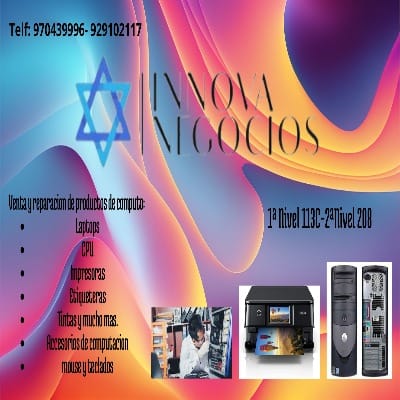 Telf: 970439996- 929102117
INNOVA
NEGOCIOS
Venta y reparacion de productos de computo:
• Laptops
• CPU
• Impresoras
• Etiqueteras
• Tintas y mucho mas.
• Accesorios de computacion
• mouse y teclados
1ª Nivel 113C-2ªNivel 208